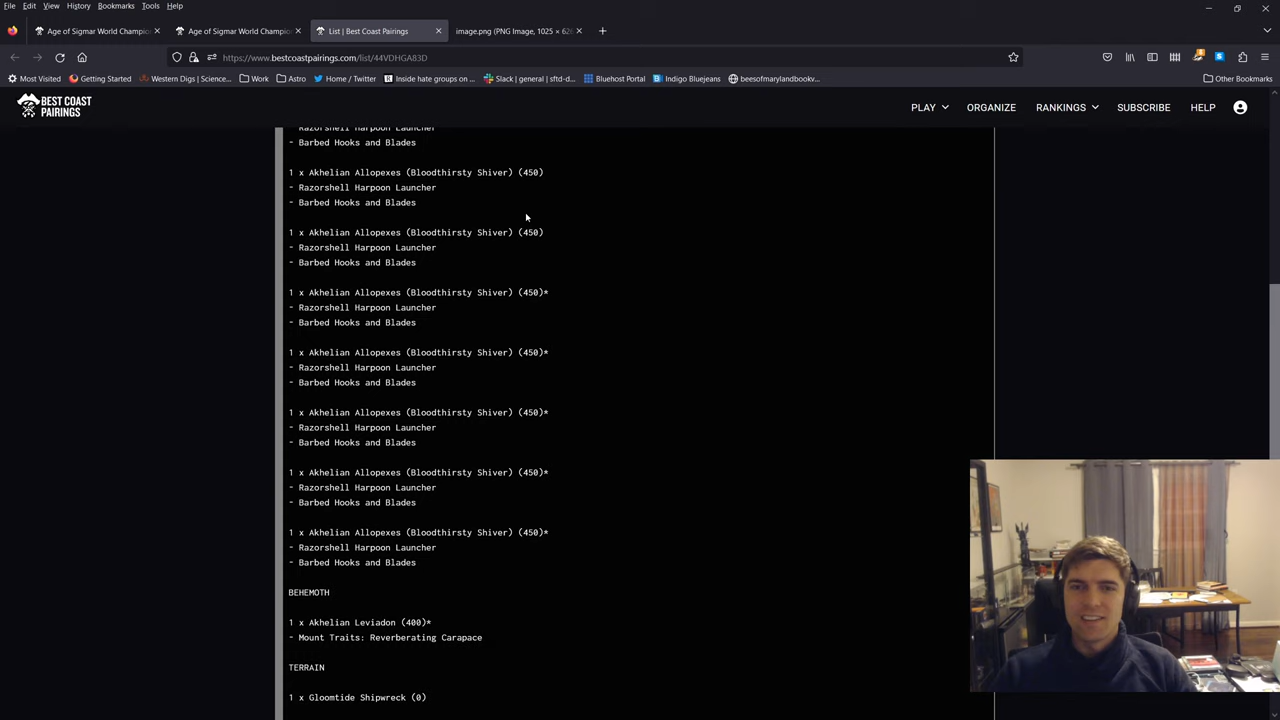 File Edit View History Bookmarks Tools Help
Age of Sigmar World Champio
Age of Sigmar World Champio
List | Best Coast Pairings
image.png (PNG Image, 1025 × 62
https://www.bestcoastpairings.com/list/44VDHGA83D
Most Visited Getting Started Western Digs | Science... Work Astro Home / Twitter Inside hate groups on ... Slack | general | sftd-d... Bluehost Portal Indigo Bluejeans beesofmarylandbookv... Other Bookmarks
BEST COAST
PAIRINGS
PLAY ORGANIZE RANKINGS SUBSCRIBE HELP
- Razorshell Harpoon Launcher
- Barbed Hooks and Blades
1 x Akhelian Allopexes (Bloodthirsty Shiver) (450)
- Razorshell Harpoon Launcher
- Barbed Hooks and Blades
1 x Akhelian Allopexes (Bloodthirsty Shiver) (450)
- Razorshell Harpoon Launcher
- Barbed Hooks and Blades
1 x Akhelian Allopexes (Bloodthirsty Shiver) (450)*
- Razorshell Harpoon Launcher
- Barbed Hooks and Blades
1 x Akhelian Allopexes (Bloodthirsty Shiver) (450)*
- Razorshell Harpoon Launcher
- Barbed Hooks and Blades
1 x Akhelian Allopexes (Bloodthirsty Shiver) (450)*
- Razorshell Harpoon Launcher
- Barbed Hooks and Blades
1 x Akhelian Allopexes (Bloodthirsty Shiver) (450)*
- Razorshell Harpoon Launcher
- Barbed Hooks and Blades
1 x Akhelian Allopexes (Bloodthirsty Shiver) (450)*
- Razorshell Harpoon Launcher
- Barbed Hooks and Blades
BEHEMOTH
1 x Akhelian Leviadon (400)*
- Mount Traits: Reverberating Carapace
TERRAIN
1 x Gloomtide Shipwreck (0)